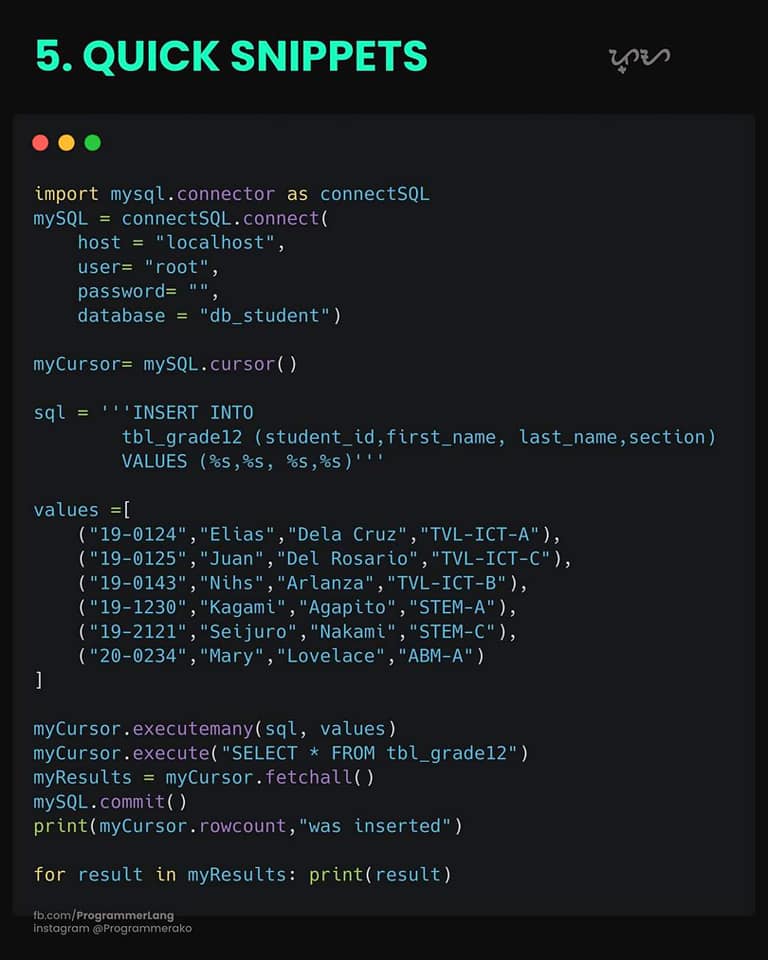 5. QUICK SNIPPETS
import mysql.connector as connectSQL
mySQL = connectSQL.connect(
    host = "localhost",
    user= "root",
    password= "",
    database = "db_student")
myCursor= mySQL.cursor()
sql = '''INSERT INTO
        tbl_grade12 (student_id,first_name, last_name,section)
        VALUES (%s,%s, %s,%s)'''
values =[
    ("19-0124","Elias","Dela Cruz","TVL-ICT-A"),
    ("19-0125","Juan","Del Rosario","TVL-ICT-C"),
    ("19-0143","Nihs","Arlanza","TVL-ICT-B"),
    ("19-1230","Kagami","Agapito","STEM-A"),
    ("19-2121","Seijuro","Nakami","STEM-C"),
    ("20-0234","Mary","Lovelace","ABM-A")
]
myCursor.executemany(sql, values)
myCursor.execute("SELECT * FROM tbl_grade12")
myResults = myCursor.fetchall()
mySQL.commit()
print(myCursor.rowcount,"was inserted")
for result in myResults: print(result)
fb.com/ProgrammerLang
instagram @Programmerako